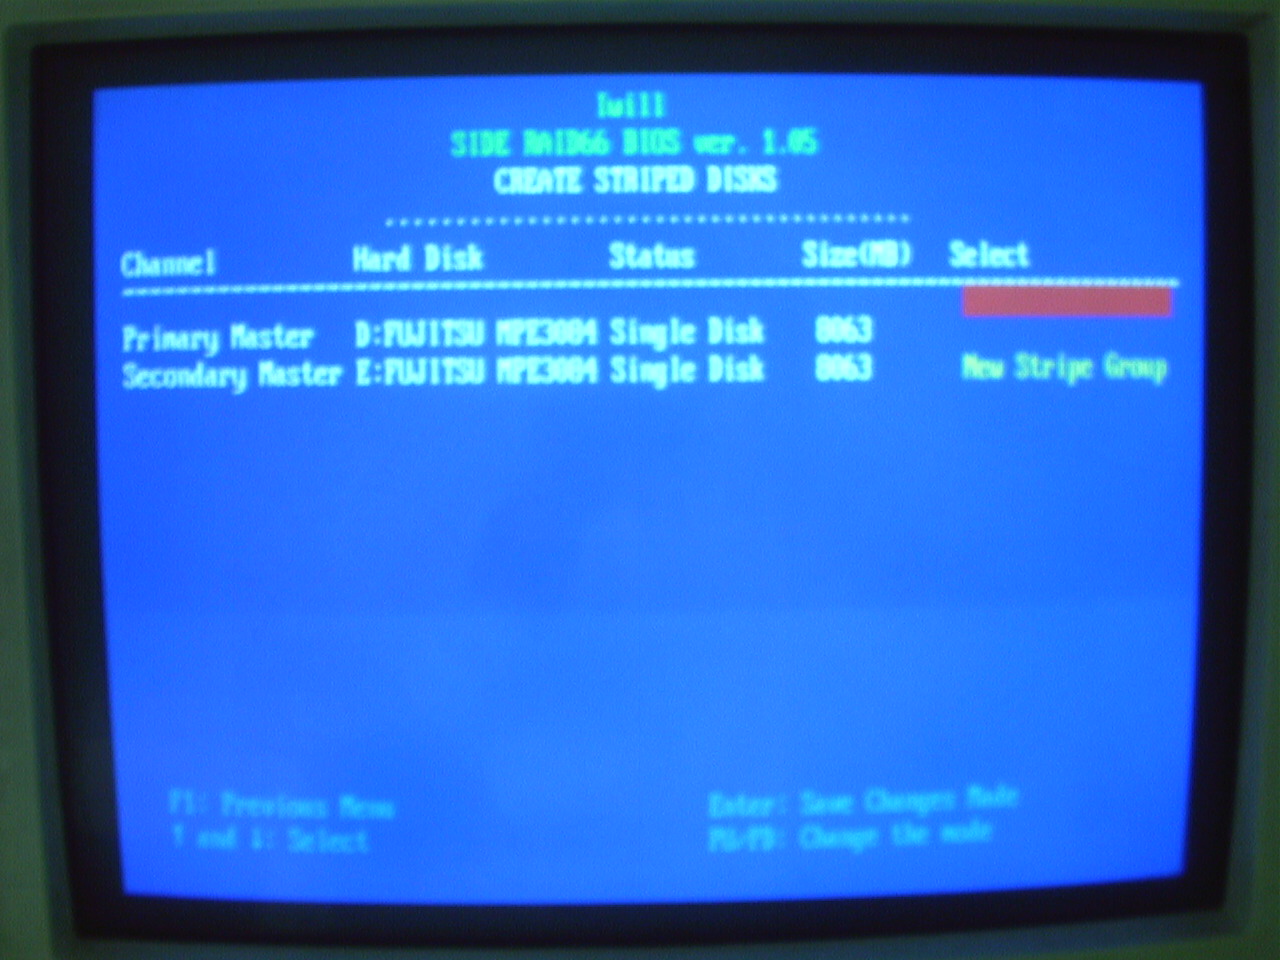 Iwill
SIDE RAID66 BIOS ver. 1.05
CREATE STRIPED DISKS
Channel Hard Disk Status Size(MB) Select
Primary Master D:FUJITSU MPE3084 Single Disk 8063
Secondary Master E:FUJITSU MPE3084 Single Disk 8063 New Stripe Group
F1: Previous Menu Enter: Save Changes Made
↑ and ↓: Select PU/PD: Change the mode